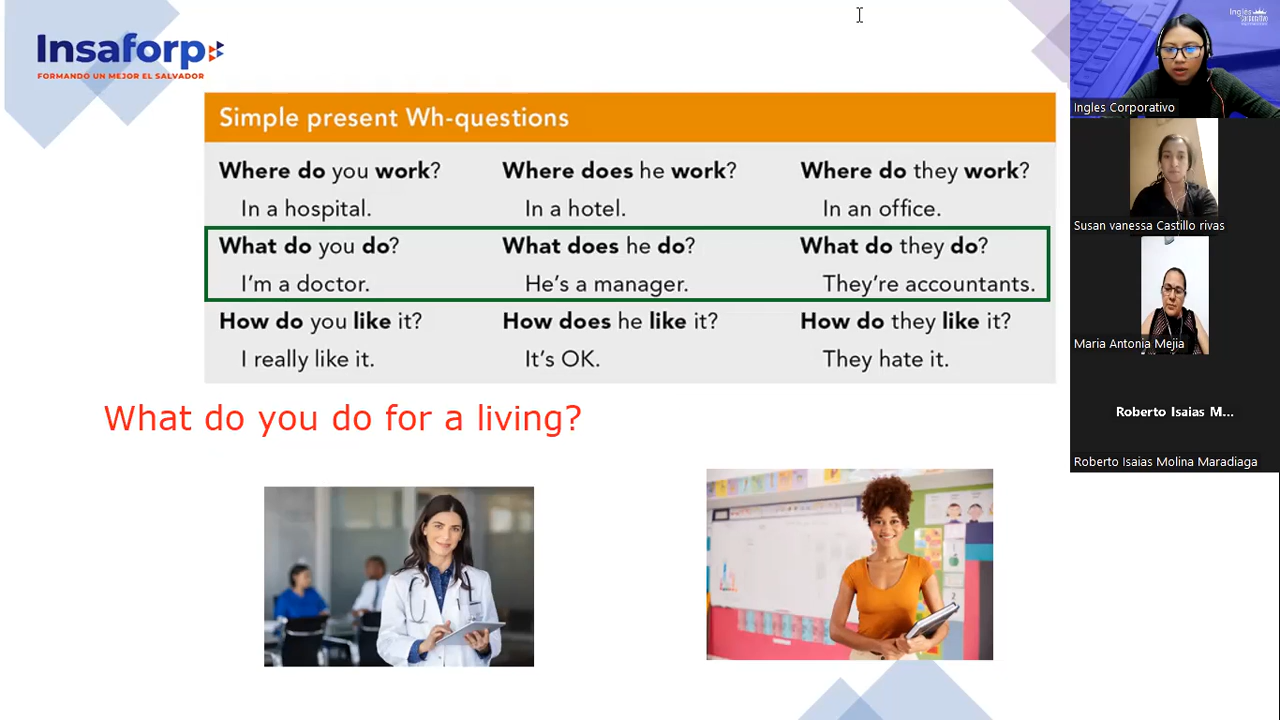 Insaforp
FORMANDO UN MEJOR EL SALVADOR
Simple present Wh-questions
Where do you work? Where does he work? Where do they work?
In a hospital. In a hotel. In an office.
What do you do? What does he do? What do they do?
I'm a doctor. He's a manager. They're accountants.
How do you like it? How does he like it? How do they like it?
I really like it. It's OK. They hate it.
What do you do for a living?
Ingles Corporativo
Susan vanessa Castillo rivas
Maria Antonia Mejia
Roberto Isaias M...
Roberto Isaias Molina Maradiaga